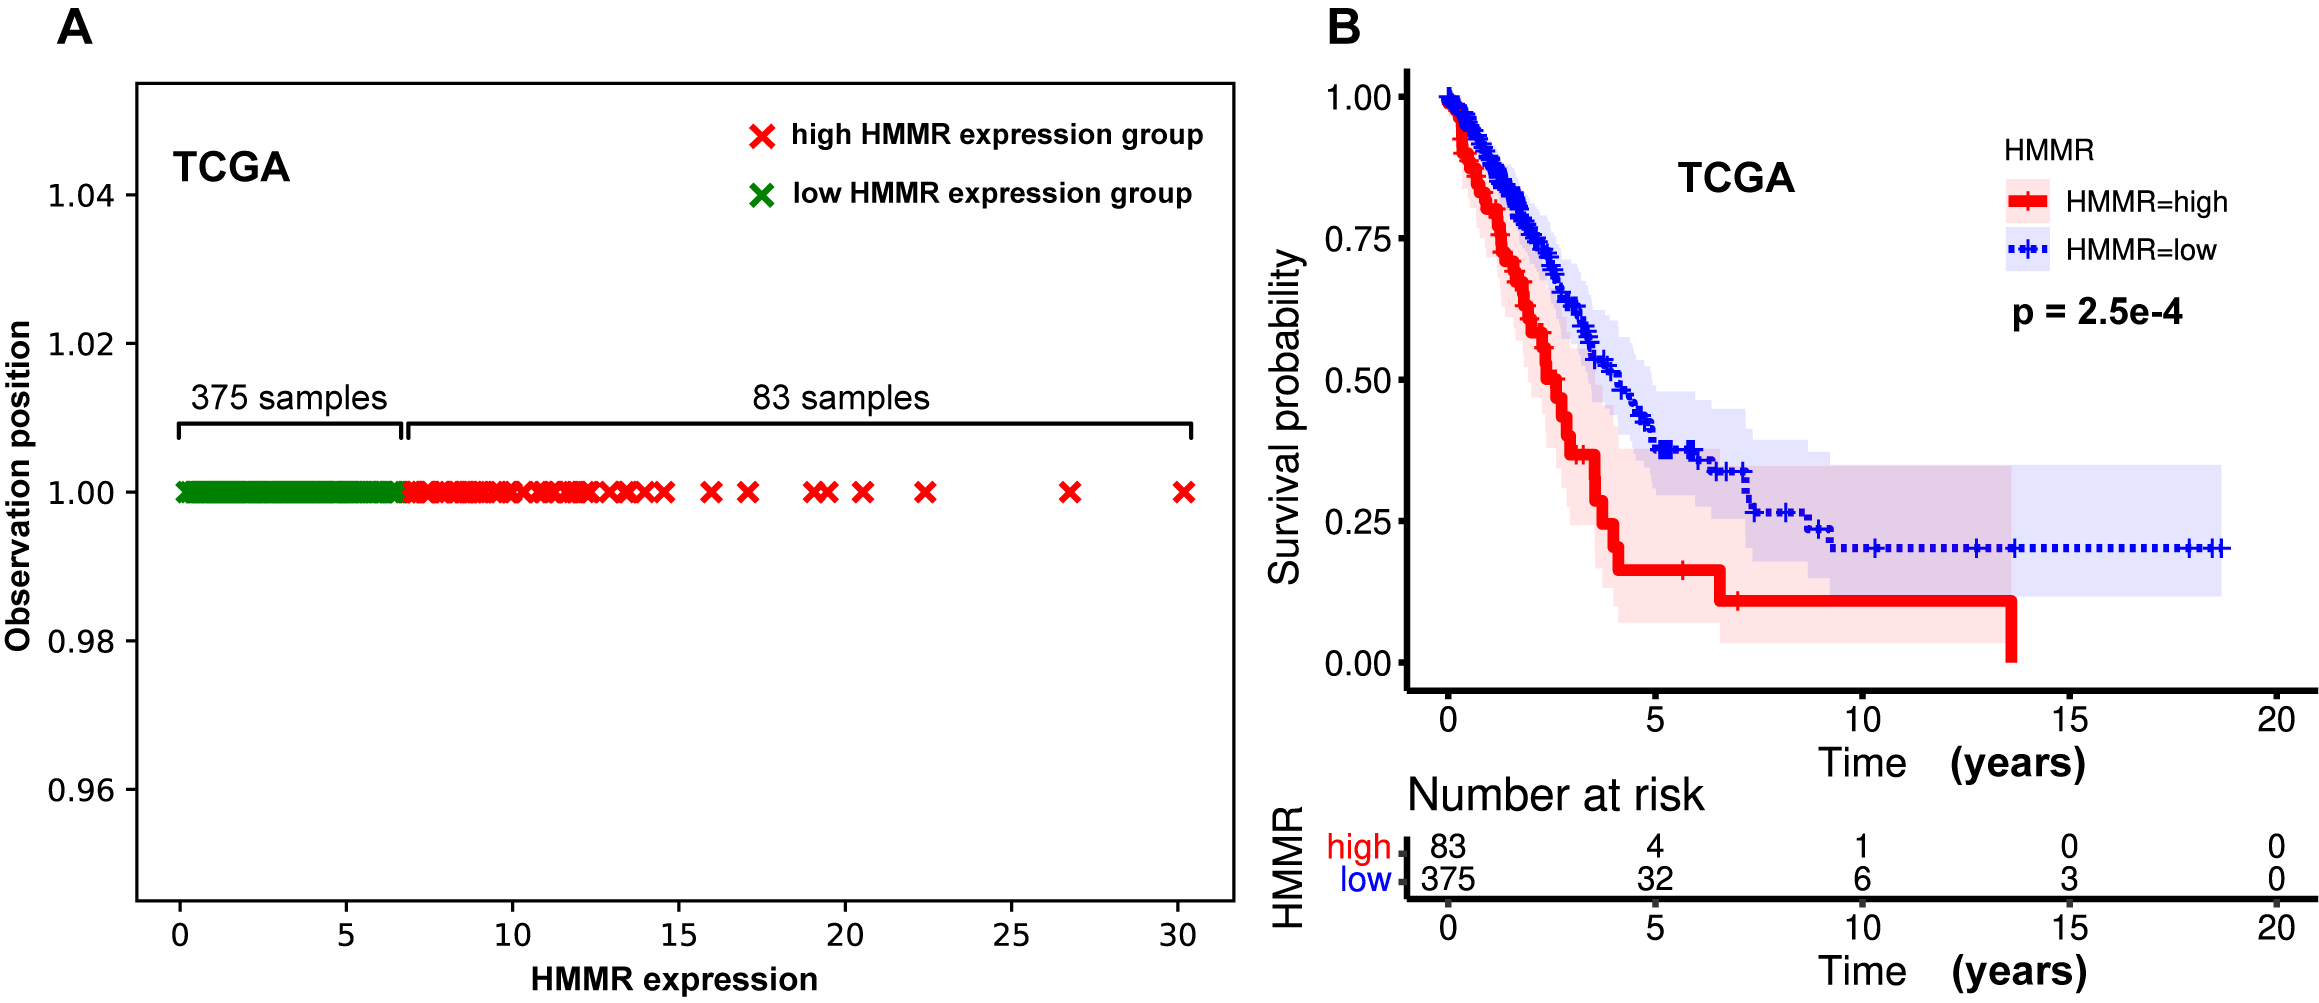 A
TCGA
high HMMR expression group
low HMMR expression group
Observation position
1.04
1.02
1.00
0.98
0.96
375 samples
83 samples
0 5 10 15 20 25 30
HMMR expression
B
TCGA
HMMR
HMMR=high
HMMR=low
p = 2.5e-4
Survival probability
1.00
0.75
0.50
0.25
0.00
0 5 10 15 20
Time (years)
Number at risk
HMMR
high 83 4 1 0 0
low 375 32 6 3 0
0 5 10 15 20
Time (years)